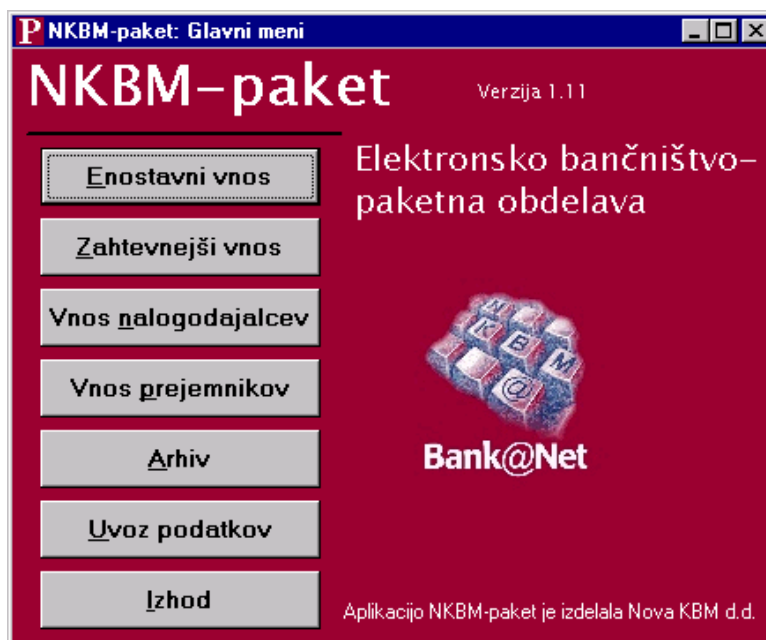 P NKBM-paket: Glavni meni
NKBM-paket
Verzija 1.11
Enostavni vnos
Zahtevnejši vnos
Vnos nalogodajalcev
Vnos prejemnikov
Arhiv
Uvoz podatkov
Izhod
Elektronsko bančništvo-
paketna obdelava
N
K B M
@
Bank@Net
Aplikacijo NKBM-paket je izdelala Nova KBM d.d.